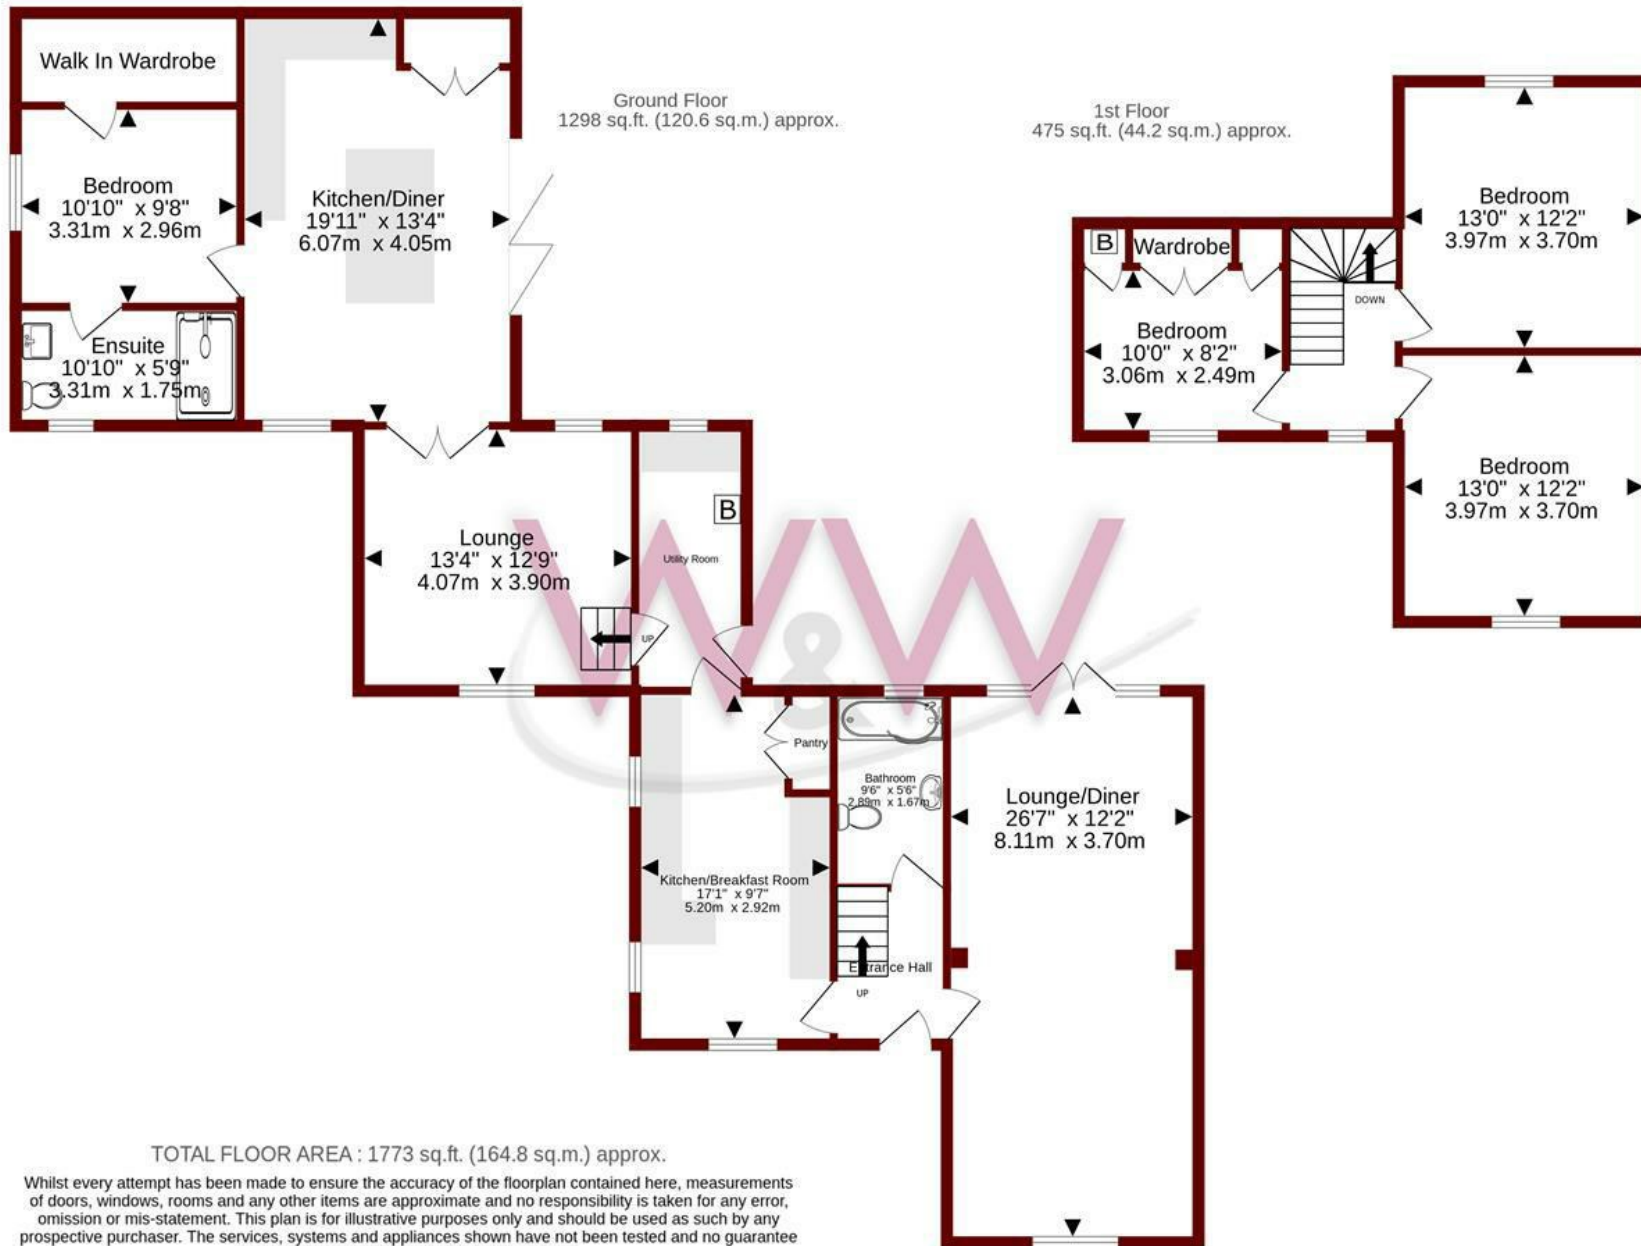 Walk In Wardrobe
Ground Floor
1298 sq.ft. (120.6 sq.m.) approx.
1st Floor
475 sq.ft. (44.2 sq.m.) approx.
Bedroom
10'10" x 9'8"
3.31m x 2.96m
Kitchen/Diner
19'11" x 13'4"
6.07m x 4.05m
Bedroom
13'0" x 12'2"
3.97m x 3.70m
B
Wardrobe
DOWN
Bedroom
10'0" x 8'2"
3.06m x 2.49m
Ensuite
10'10" x 5'9"
3.31m x 1.75m
Bedroom
13'0" x 12'2"
3.97m x 3.70m
B
Lounge
13'4" x 12'9"
4.07m x 3.90m
Utility Room
UP
W&W
Pantry
Bathroom
9'6" x 5'6"
2.89m x 1.67m
Lounge/Diner
26'7" x 12'2"
8.11m x 3.70m
Kitchen/Breakfast Room
17'1" x 9'7"
5.20m x 2.92m
Entrance Hall
UP
TOTAL FLOOR AREA : 1773 sq.ft. (164.8 sq.m.) approx.
Whilst every attempt has been made to ensure the accuracy of the floorplan contained here, measurements
of doors, windows, rooms and any other items are approximate and no responsibility is taken for any error,
omission or mis-statement. This plan is for illustrative purposes only and should be used as such by any
prospective purchaser. The services, systems and appliances shown have not been tested and no guarantee